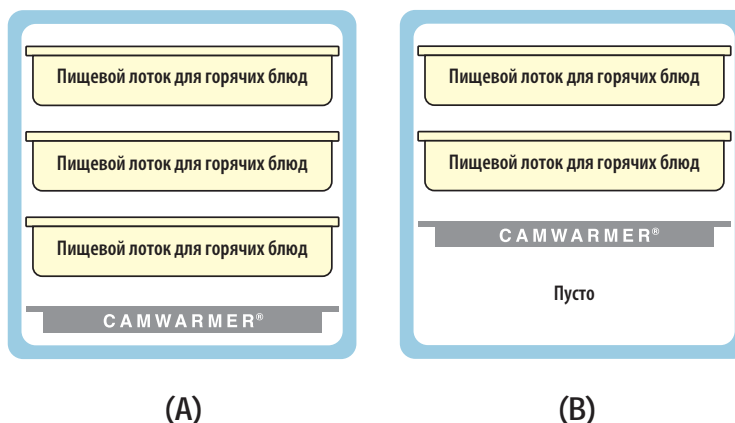 Пищевой лоток для горячих блюд
Пищевой лоток для горячих блюд
Пищевой лоток для горячих блюд
CAMWARMER®
(A)
Пищевой лоток для горячих блюд
Пищевой лоток для горячих блюд
CAMWARMER®
Пусто
(B)